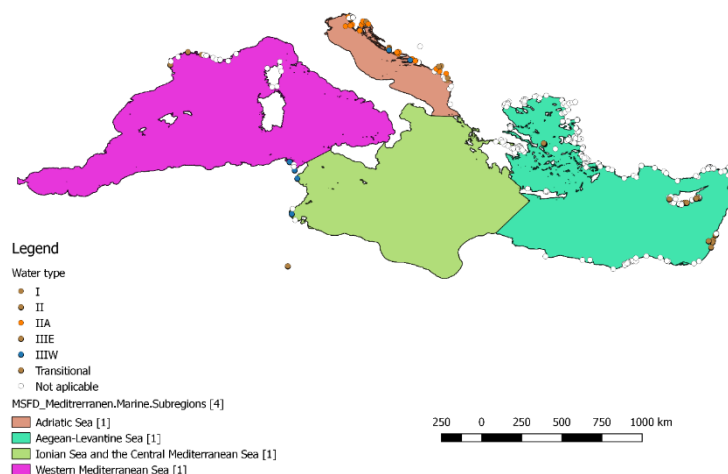 Legend
Water type
I
II
IIA
IIIE
IIIW
Transitional
Not aplicable
MSFD_Meditrerranen.Marine.Subregions [4]
Adriatic Sea [1]
Aegean-Levantine Sea [1]
Ionian Sea and the Central Mediterranean Sea [1]
Western Mediterranean Sea [1]
250 0 250 500 750 1000 km